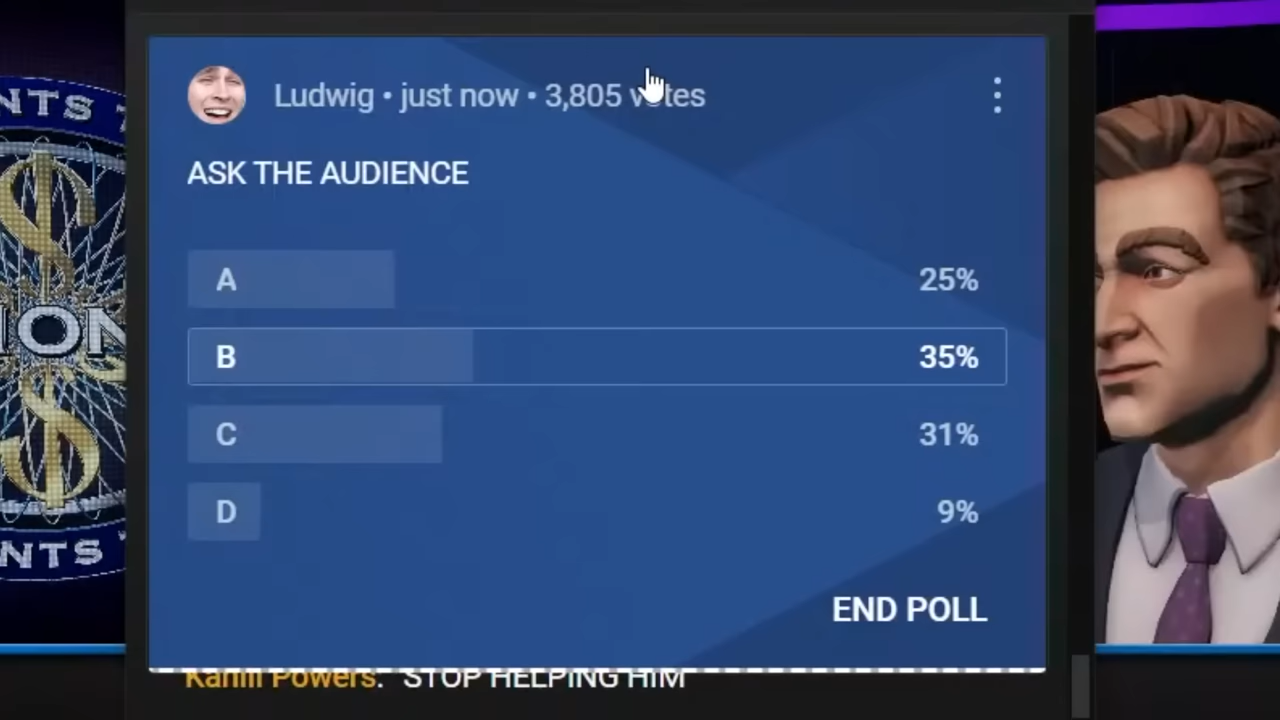 Ludwig • just now • 3,805 votes
ASK THE AUDIENCE
A 25%
B 35%
C 31%
D 9%
END POLL
Powers: "STOP HELPING HIM